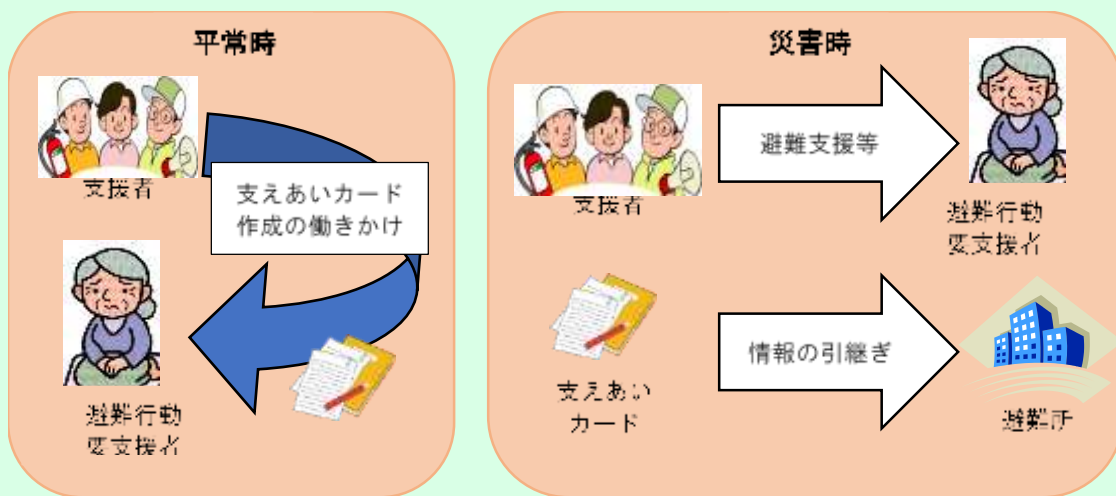 平常時
支援者
支えあいカード
作成の働きかけ
避難行動
要支援者
災害時
支援者
避難支援等
避難行動
要支援者
支えあい
カード
情報の引継ぎ
避難所